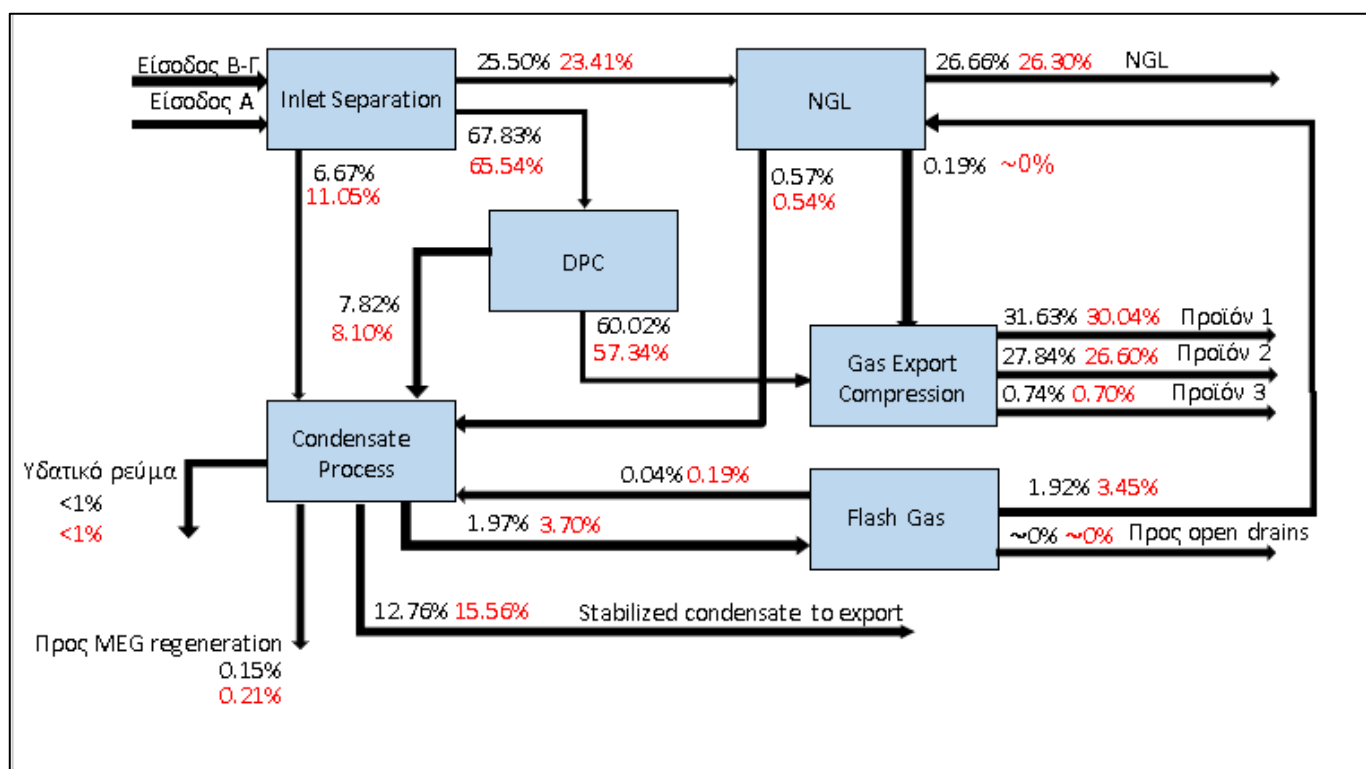 Είσοδος Β-Γ
Είσοδος Α
Inlet Separation
25.50% 23.41%
NGL
26.66% 26.30%
NGL
67.83%
65.54%
6.67%
11.05%
0.57%
0.54%
0.19% ~0%
DPC
7.82%
8.10%
60.02%
57.34%
Gas Export
Compression
31.63% 30.04% Προϊόν 1
27.84% 26.60% Προϊόν 2
0.74% 0.70% Προϊόν 3
Condensate
Process
Υδατικό ρεύμα
<1%
<1%
0.04% 0.19%
1.97% 3.70%
Flash Gas
1.92% 3.45%
~0% ~0% Προς open drains
12.76% 15.56% Stabilized condensate to export
Προς MEG regeneration
0.15%
0.21%